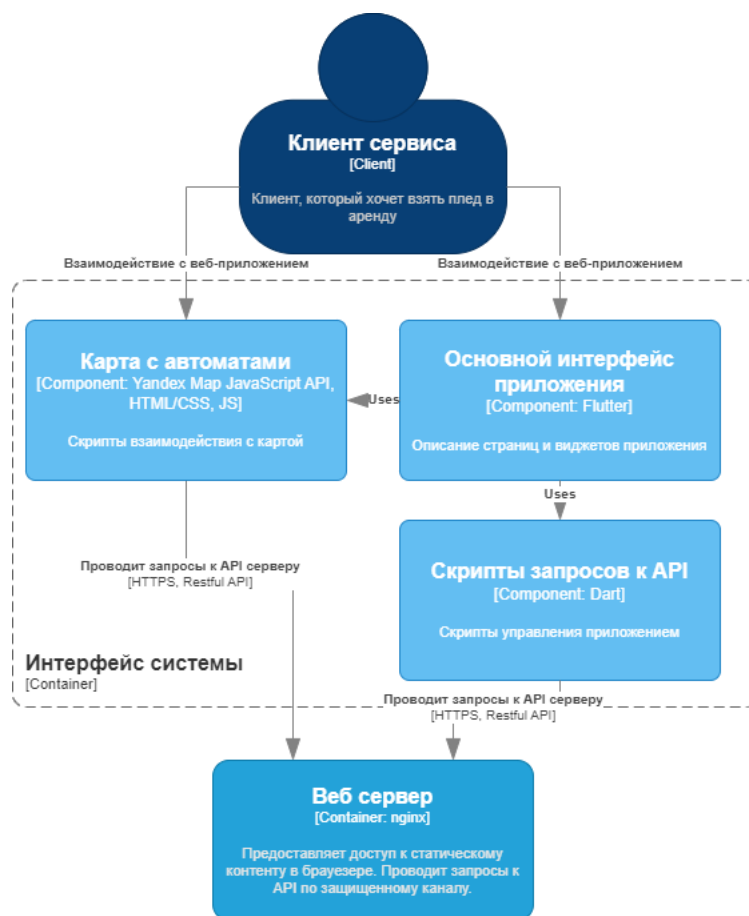 Клиент сервиса
[Client]
Клиент, который хочет взять плед в
аренду
Взаимодействие с веб-приложением
Взаимодействие с веб-приложением
Карта с автоматами
[Component: Yandex Map JavaScript API,
HTML/CSS, JS]
Скрипты взаимодействия с картой
Uses
Основной интерфейс
приложения
[Component: Flutter]
Описание страниц и виджетов приложения
Uses
Проводит запросы к API серверу
[HTTPS, Restful API]
Скрипты запросов к API
[Component: Dart]
Скрипты управления приложением
Интерфейс системы
[Container]
Проводит запросы к API серверу
[HTTPS, Restful API]
Веб сервер
[Container: nginx]
Предоставляет доступ к статическому
контенту в брауезере. Проводит запросы к
API по защищенному каналу.